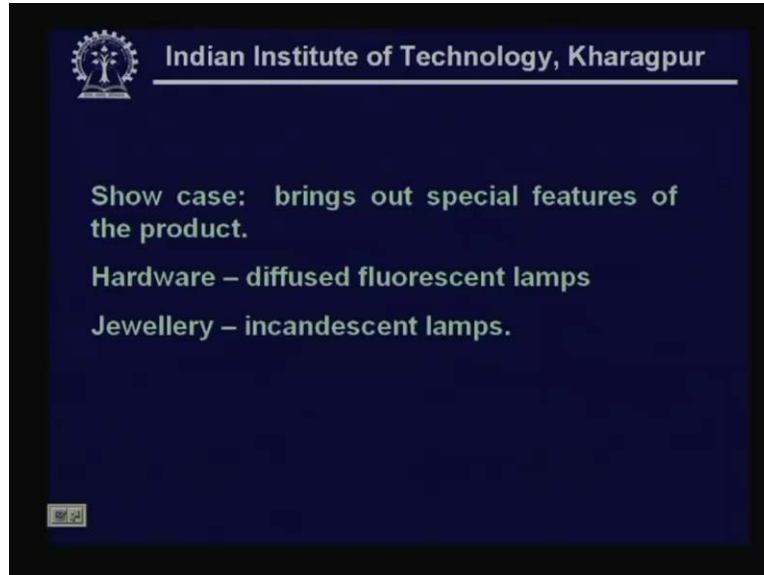 Indian Institute of Technology, Kharagpur
Show case: brings out special features of
the product.
Hardware – diffused fluorescent lamps
Jewellery – incandescent lamps.